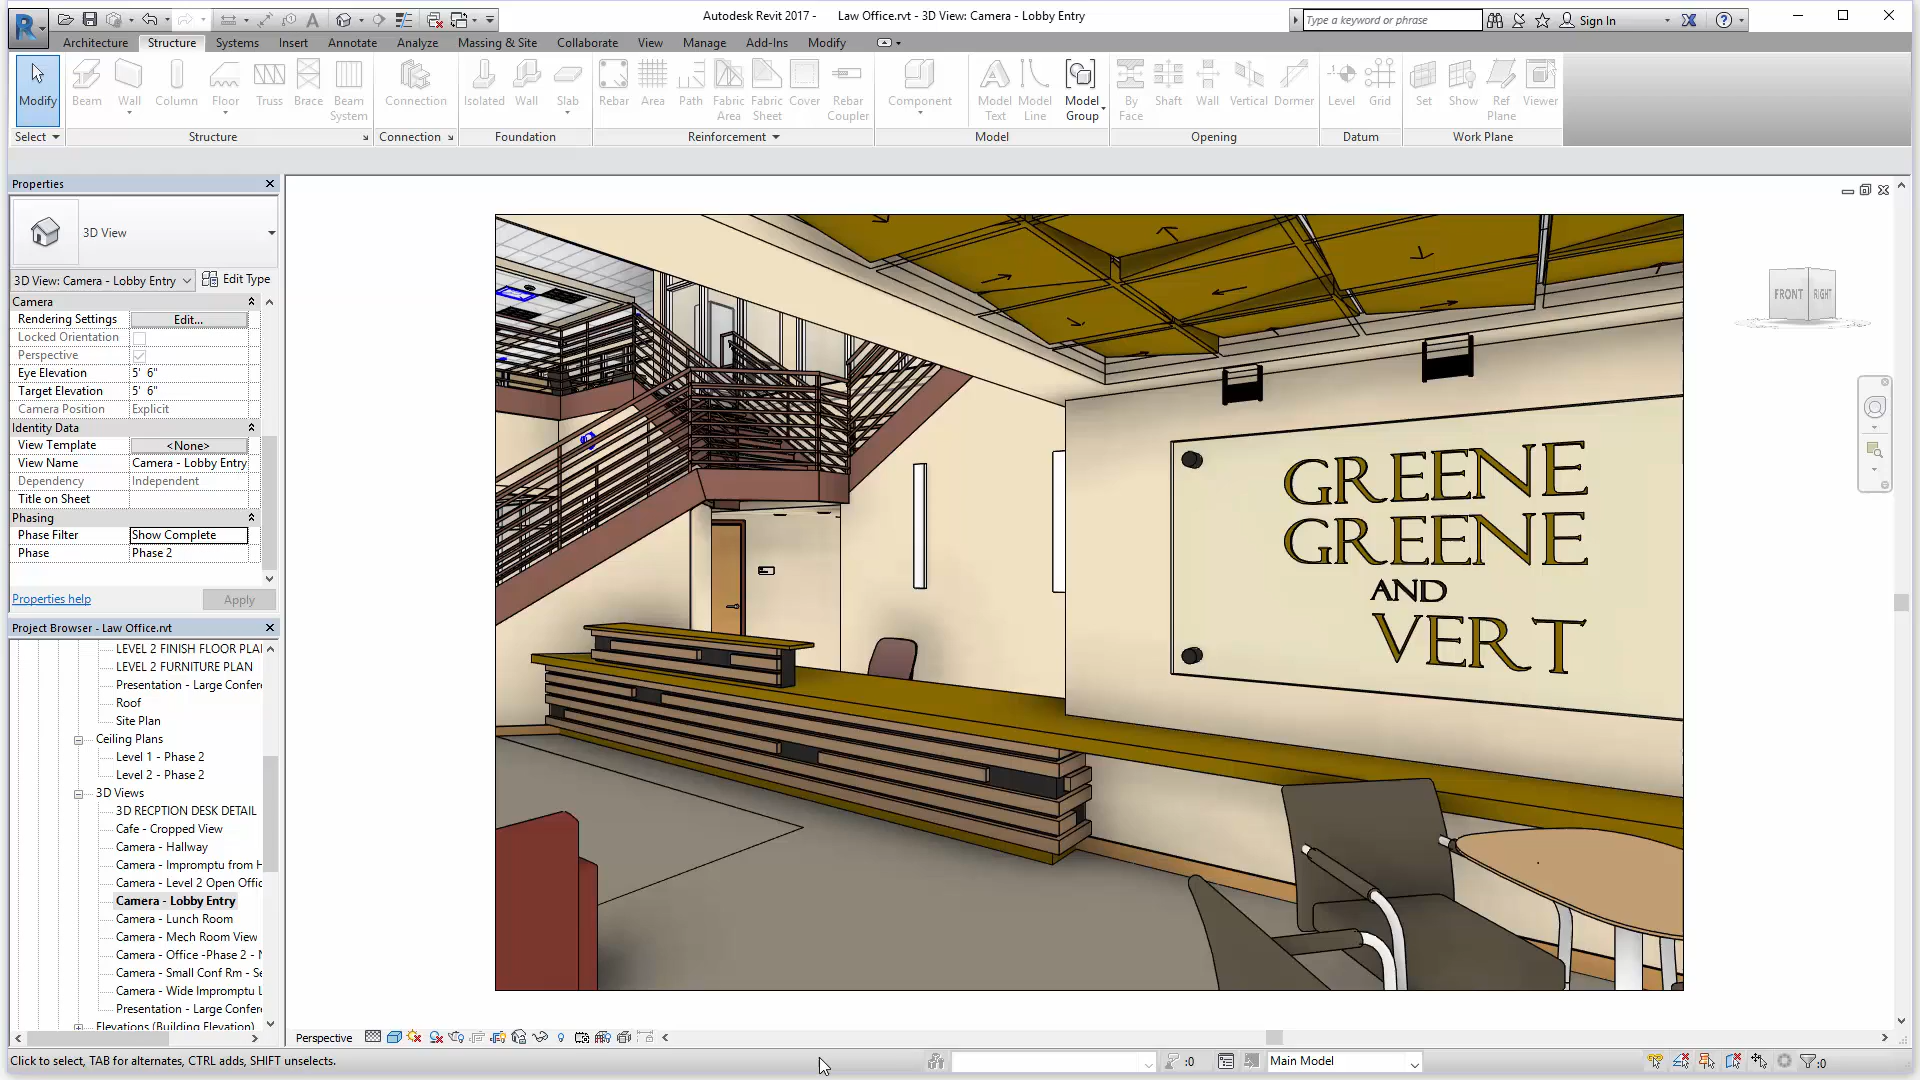 Autodesk Revit 2017 - Law Office.rvt - 3D View: Camera - Lobby Entry
Type a keyword or phrase
Sign In
Architecture Structure Systems Insert Annotate Analyze Massing & Site Collaborate View Manage Add-Ins Modify
Modify Beam Wall Column Floor Truss Brace Beam System Connection Isolated Wall Slab Rebar Area Path Fabric Area Fabric Sheet Cover Rebar Coupler Component Model Text Model Line Model Group By Face Shaft Wall Vertical Dormer Level Grid Set Show Ref Plane Viewer
Select Structure Connection Foundation Reinforcement Model Opening Datum Work Plane
Properties
3D View
3D View: Camera - Lobby Entry Edit Type
Camera
Rendering Settings Edit...
Locked Orientation
Perspective
Eye Elevation 5' 6"
Target Elevation 5' 6"
Camera Position Explicit
Identity Data
View Template <None>
View Name Camera - Lobby Entry
Dependency Independent
Title on Sheet
Phasing
Phase Filter Show Complete
Phase Phase 2
Properties help Apply
Project Browser - Law Office.rvt
LEVEL 2 FINISH FLOOR PLA
LEVEL 2 FURNITURE PLAN
Presentation - Large Confer
Roof
Site Plan
Ceiling Plans
Level 1 - Phase 2
Level 2 - Phase 2
3D Views
3D RECPTION DESK DETAIL
Cafe - Cropped View
Camera - Hallway
Camera - Impromptu from H
Camera - Level 2 Open Offic
Camera - Lobby Entry
Camera - Lunch Room
Camera - Mech Room View
Camera - Office -Phase 2 - N
Camera - Small Conf Rm - Se
Camera - Wide Impromptu L
Presentation - Large Confer
Elevations (Building Elevation)
FRONT RIGHT
GREENE
GREENE
AND
VERT
Perspective
Click to select, TAB for alternates, CTRL adds, SHIFT unselects.
:0
Main Model
:0